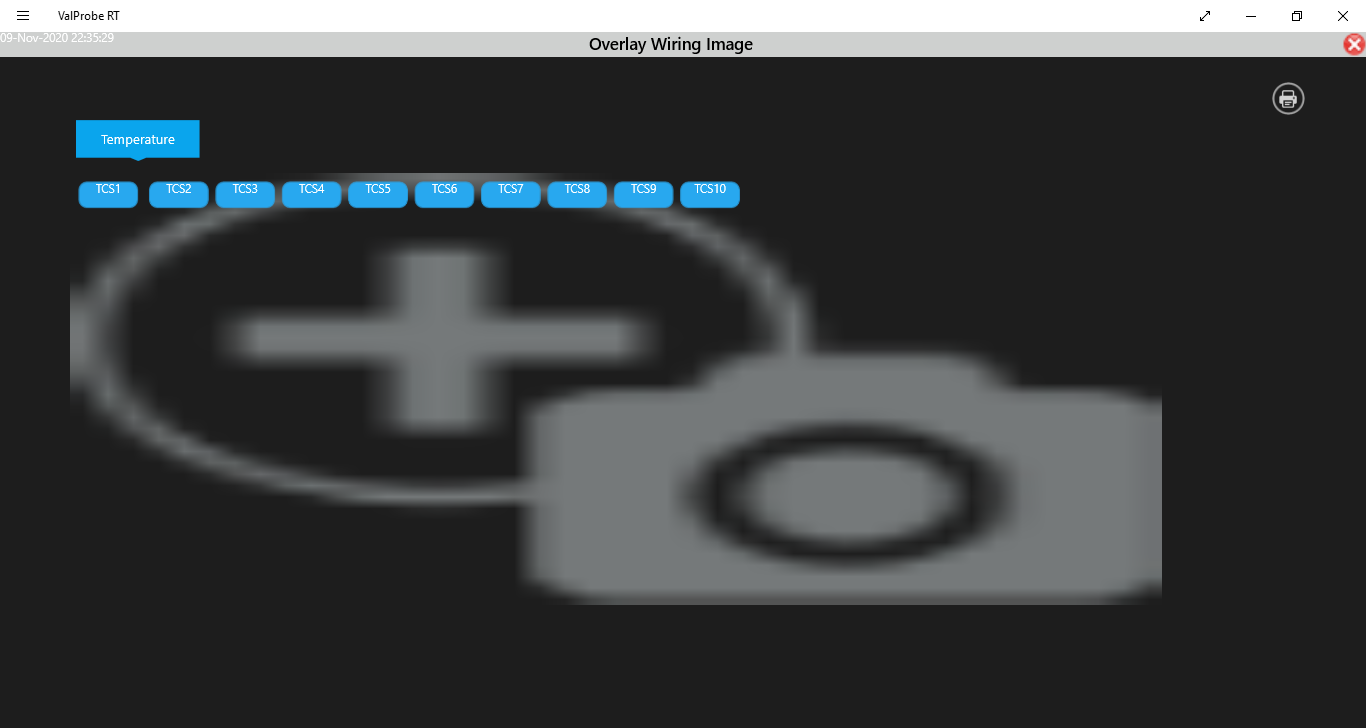 ValProbe RT
09-Nov-2020 22:35:29
Overlay Wiring Image
Temperature
TCS1 TCS2 TCS3 TCS4 TCS5 TCS6 TCS7 TCS8 TCS9 TCS10